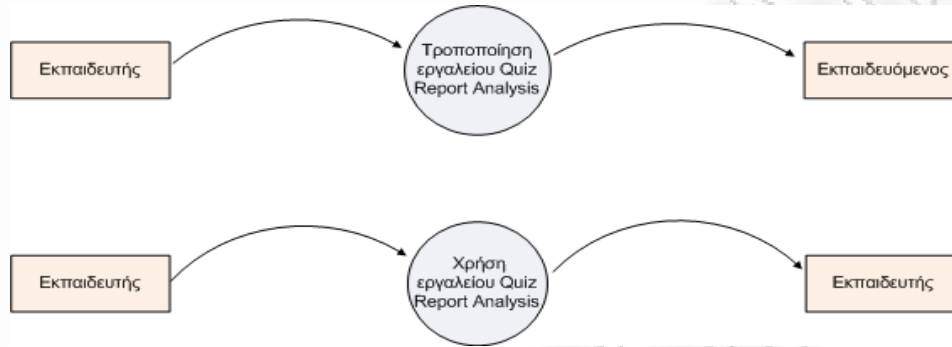 Εκπαιδευτής
Τροποποίηση
εργαλείου Quiz
Report Analysis
Εκπαιδευόμενος
Εκπαιδευτής
Χρήση
εργαλείου Quiz
Report Analysis
Εκπαιδευτής